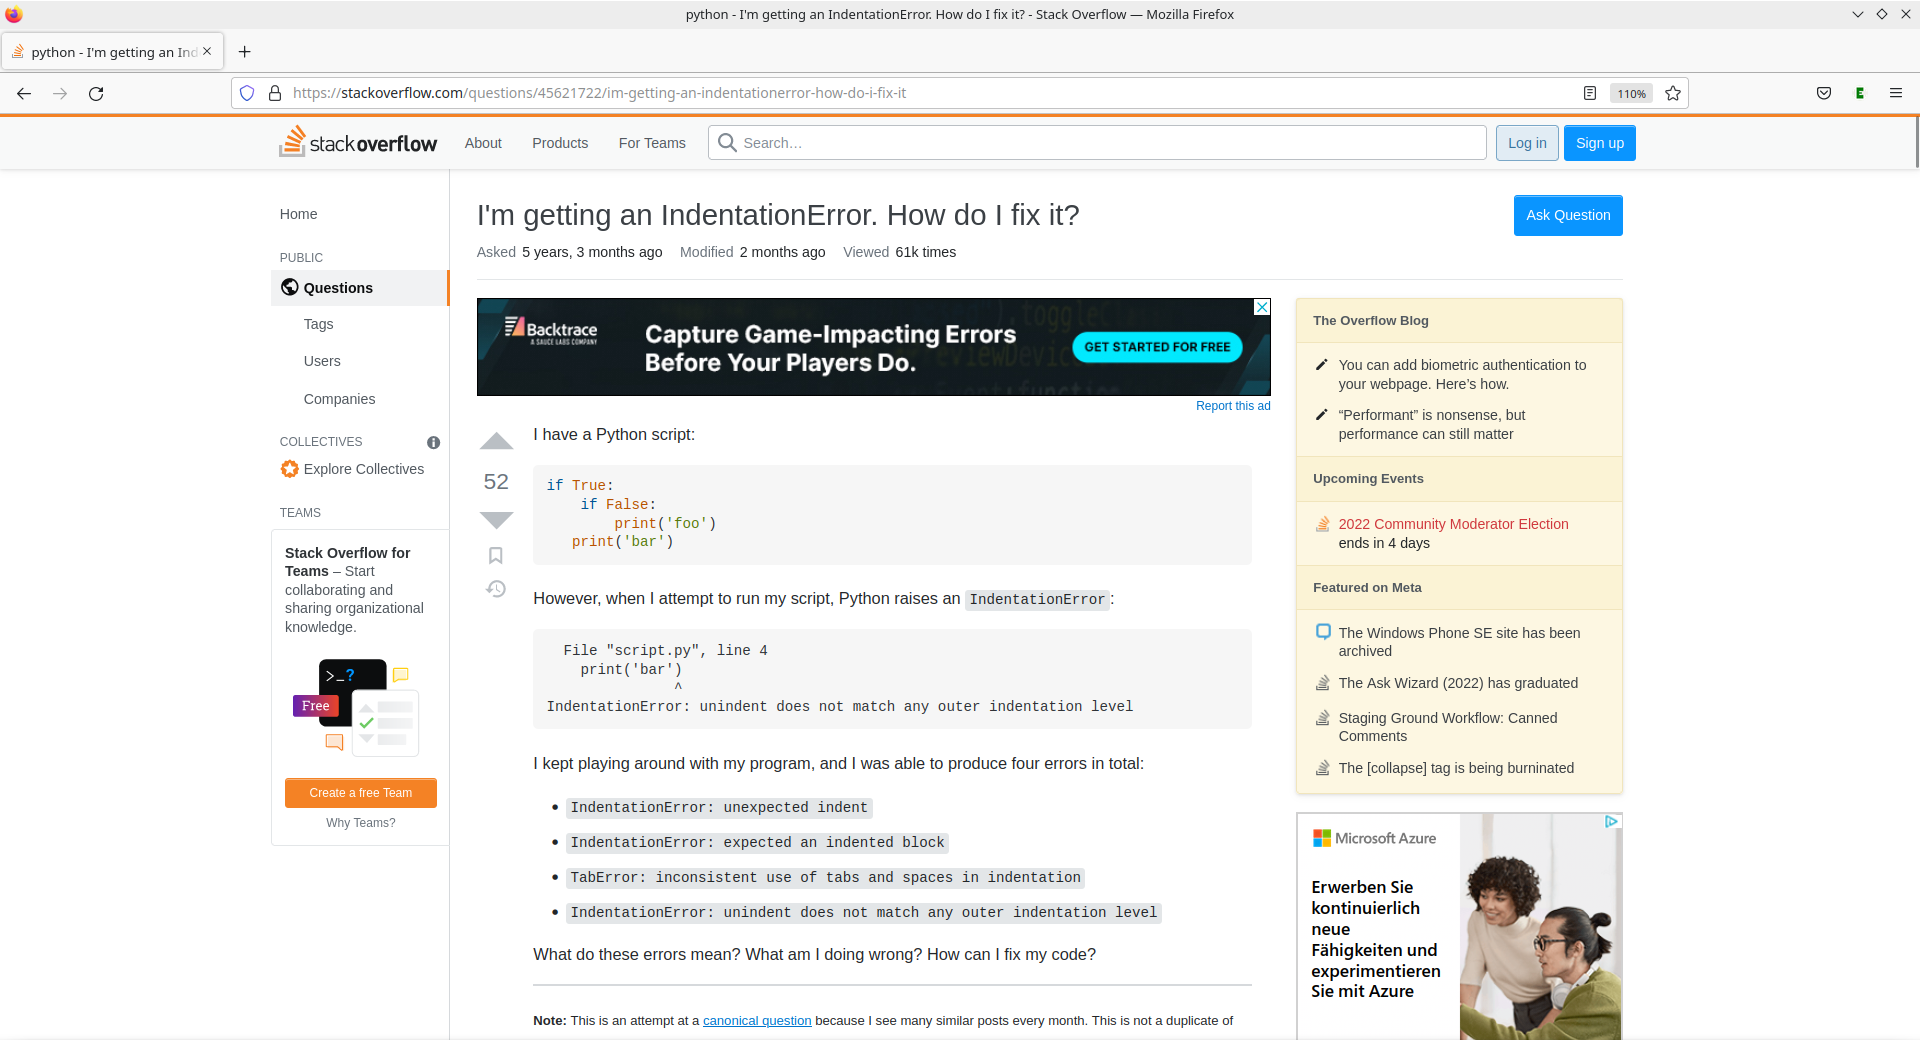 python - I'm getting an IndentationError. How do I fix it? - Stack Overflow — Mozilla Firefox
python - I'm getting an Ind
https://stackoverflow.com/questions/45621722/im-getting-an-indentationerror-how-do-i-fix-it
110%
E
stackoverflow
About
Products
For Teams
Search…
Log in
Sign up
Home
PUBLIC
Questions
Tags
Users
Companies
COLLECTIVES
Explore Collectives
TEAMS
Stack Overflow for
Teams – Start
collaborating and
sharing organizational
knowledge.
>_?
Free
Create a free Team
Why Teams?
I'm getting an IndentationError. How do I fix it?
Ask Question
Asked 5 years, 3 months ago Modified 2 months ago Viewed 61k times
Backtrace
A SAUCE LABS COMPANY
Capture Game-Impacting Errors
Before Your Players Do.
GET STARTED FOR FREE
Report this ad
52
I have a Python script:
if True:
    if False:
        print('foo')
   print('bar')
However, when I attempt to run my script, Python raises an IndentationError:
  File "script.py", line 4
    print('bar')
               ^
IndentationError: unindent does not match any outer indentation level
I kept playing around with my program, and I was able to produce four errors in total:
• IndentationError: unexpected indent
• IndentationError: expected an indented block
• TabError: inconsistent use of tabs and spaces in indentation
• IndentationError: unindent does not match any outer indentation level
What do these errors mean? What am I doing wrong? How can I fix my code?
Note: This is an attempt at a canonical question because I see many similar posts every month. This is not a duplicate of
The Overflow Blog
You can add biometric authentication to
your webpage. Here’s how.
“Performant” is nonsense, but
performance can still matter
Upcoming Events
2022 Community Moderator Election
ends in 4 days
Featured on Meta
The Windows Phone SE site has been
archived
The Ask Wizard (2022) has graduated
Staging Ground Workflow: Canned
Comments
The [collapse] tag is being burninated
Microsoft Azure
Erwerben Sie
kontinuierlich
neue
Fähigkeiten und
experimentieren
Sie mit Azure